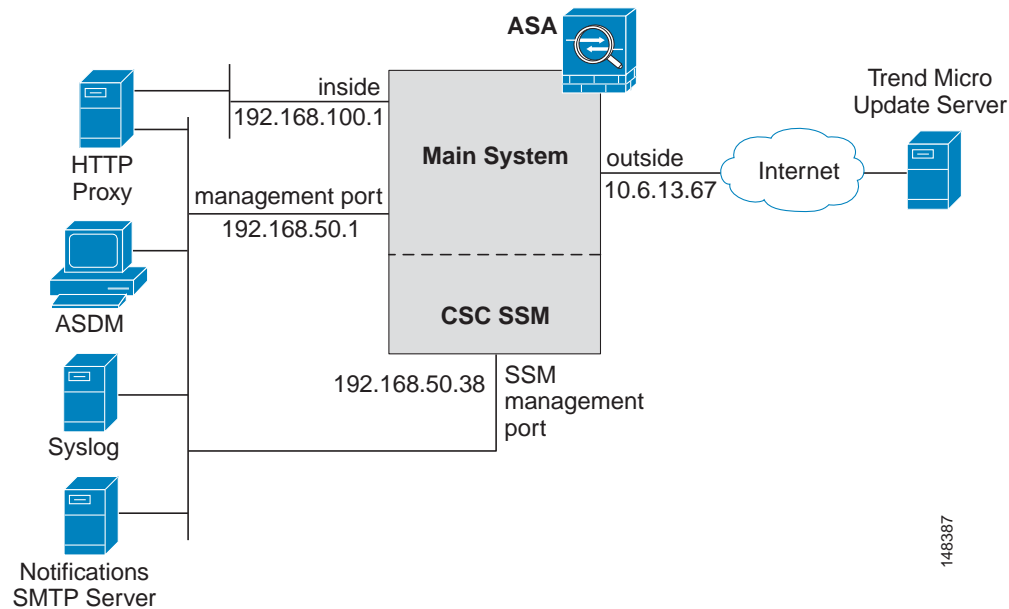 ASA
inside
192.168.100.1
HTTP
Proxy
Main System
outside
10.6.13.67
Internet
Trend Micro
Update Server
management port
192.168.50.1
ASDM
CSC SSM
192.168.50.38
SSM
management
port
Syslog
Notifications
SMTP Server
148387